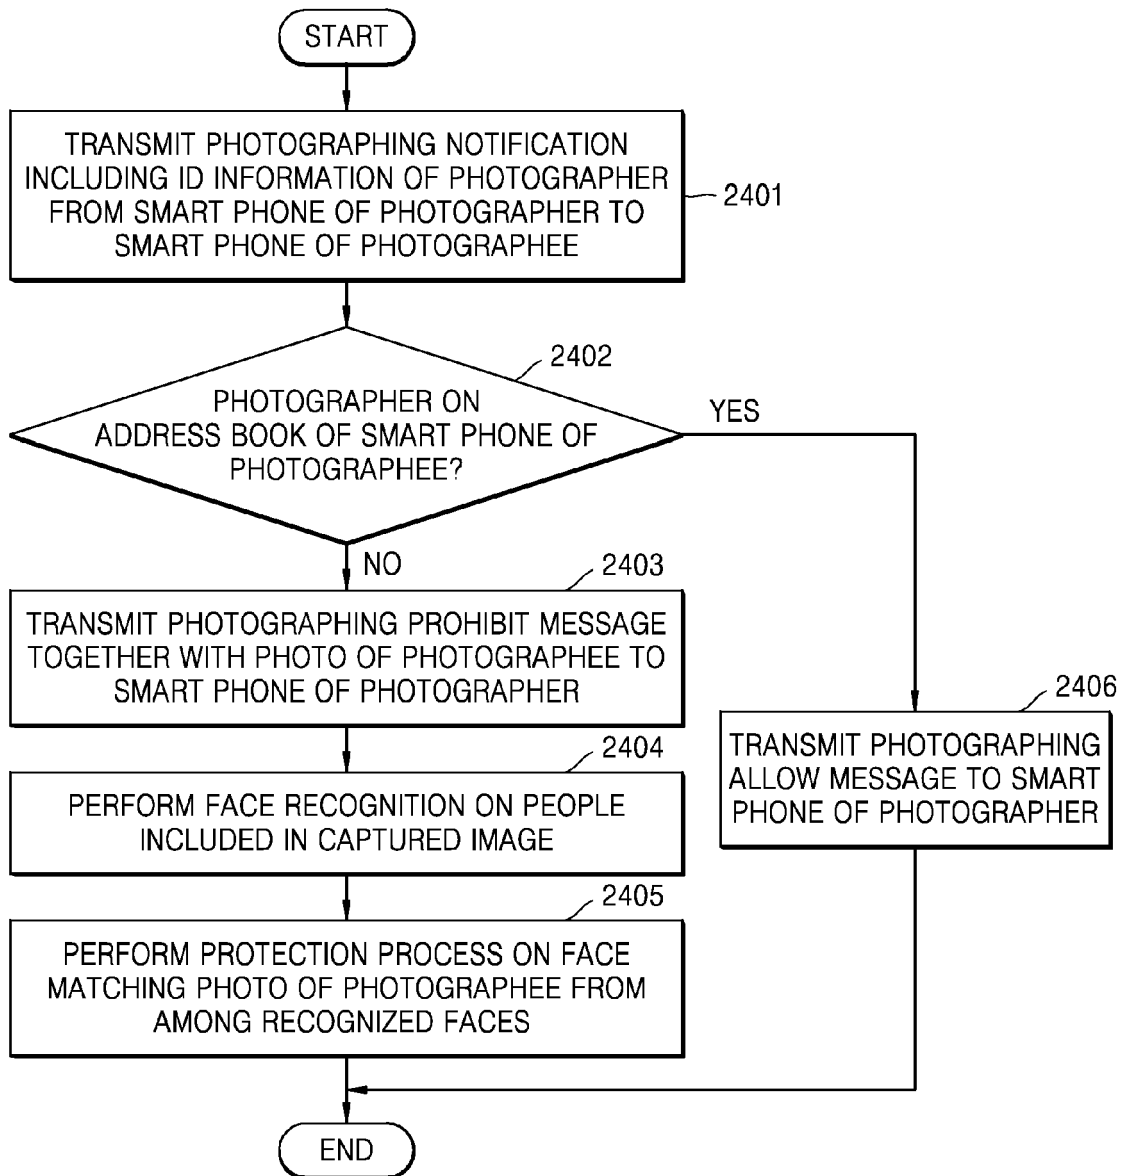 START
TRANSMIT PHOTOGRAPHING NOTIFICATION
INCLUDING ID INFORMATION OF PHOTOGRAPHER
FROM SMART PHONE OF PHOTOGRAPHER TO
SMART PHONE OF PHOTOGRAPHEE
2401
2402
PHOTOGRAPHER ON
ADDRESS BOOK OF SMART PHONE OF
PHOTOGRAPHEE?
YES
NO
2403
TRANSMIT PHOTOGRAPHING PROHIBIT MESSAGE
TOGETHER WITH PHOTO OF PHOTOGRAPHEE TO
SMART PHONE OF PHOTOGRAPHER
2404
PERFORM FACE RECOGNITION ON PEOPLE
INCLUDED IN CAPTURED IMAGE
2405
PERFORM PROTECTION PROCESS ON FACE
MATCHING PHOTO OF PHOTOGRAPHEE FROM
AMONG RECOGNIZED FACES
2406
TRANSMIT PHOTOGRAPHING
ALLOW MESSAGE TO SMART
PHONE OF PHOTOGRAPHER
END